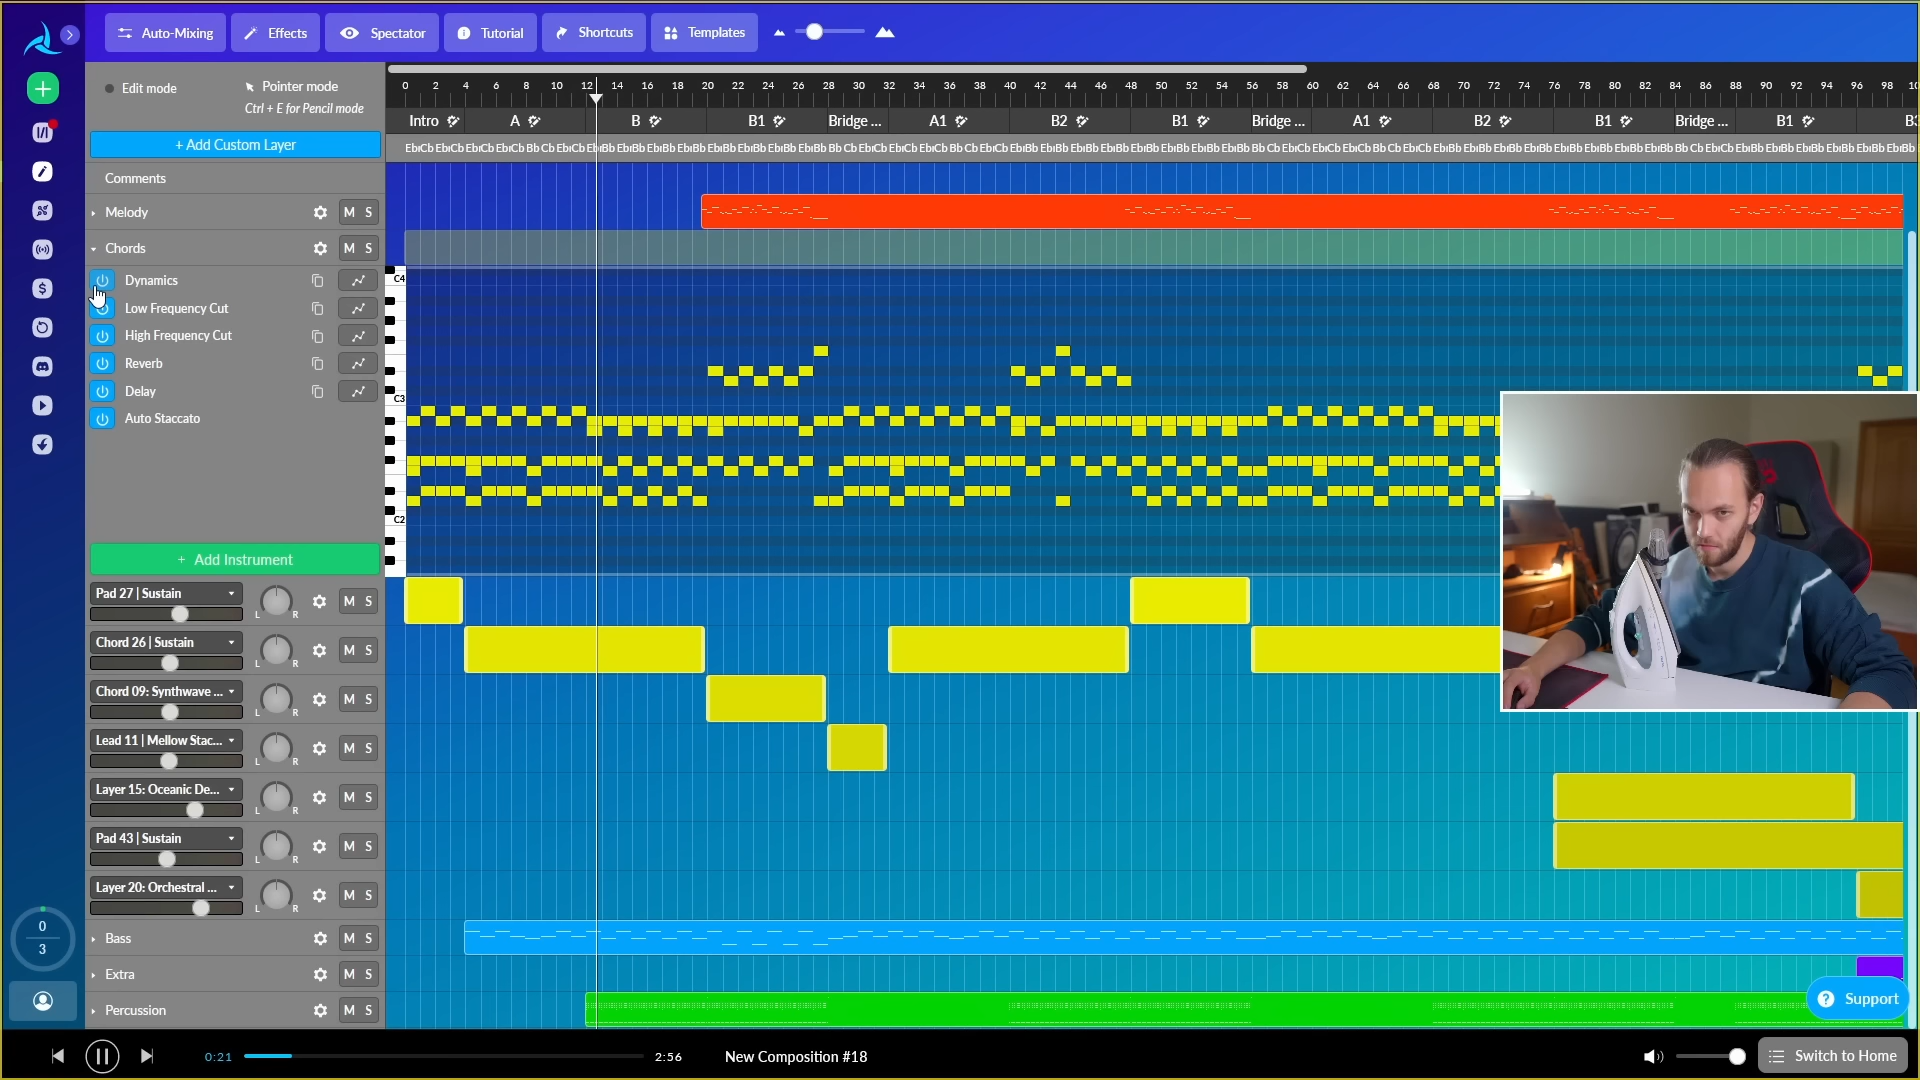 Auto-Mixing Effects Spectator Tutorial Shortcuts Templates
Edit mode
Pointer mode
Ctrl + E for Pencil mode
+ Add Custom Layer
0 2 4 6 8 10 12 14 16 18 20 22 24 26 28 30 32 34 36 38 40 42 44 46 48 50 52 54 56 58 60 62 64 66 68 70 72 74 76 78 80 82 84 86 88 90 92 94 96 98 10
Intro A B B1 Bridge ... A1 B2 B1 Bridge ... A1 B2 B1 Bridge ... B1
Comments
Melody M S
Chords M S
Dynamics
Low Frequency Cut
High Frequency Cut
Reverb
Delay
Auto Staccato
C4
C3
C2
+ Add Instrument
Pad 27 | Sustain
L R M S
Chord 26 | Sustain
L R M S
Chord 09: Synthwave ...
L R M S
Lead 11 | Mellow Stac...
L R M S
Layer 15: Oceanic De...
L R M S
Pad 43 | Sustain
L R M S
Layer 20: Orchestral ...
L R M S
0
3
Bass M S
Extra M S
Percussion M S
Support
0:21 2:56 New Composition #18 Switch to Home